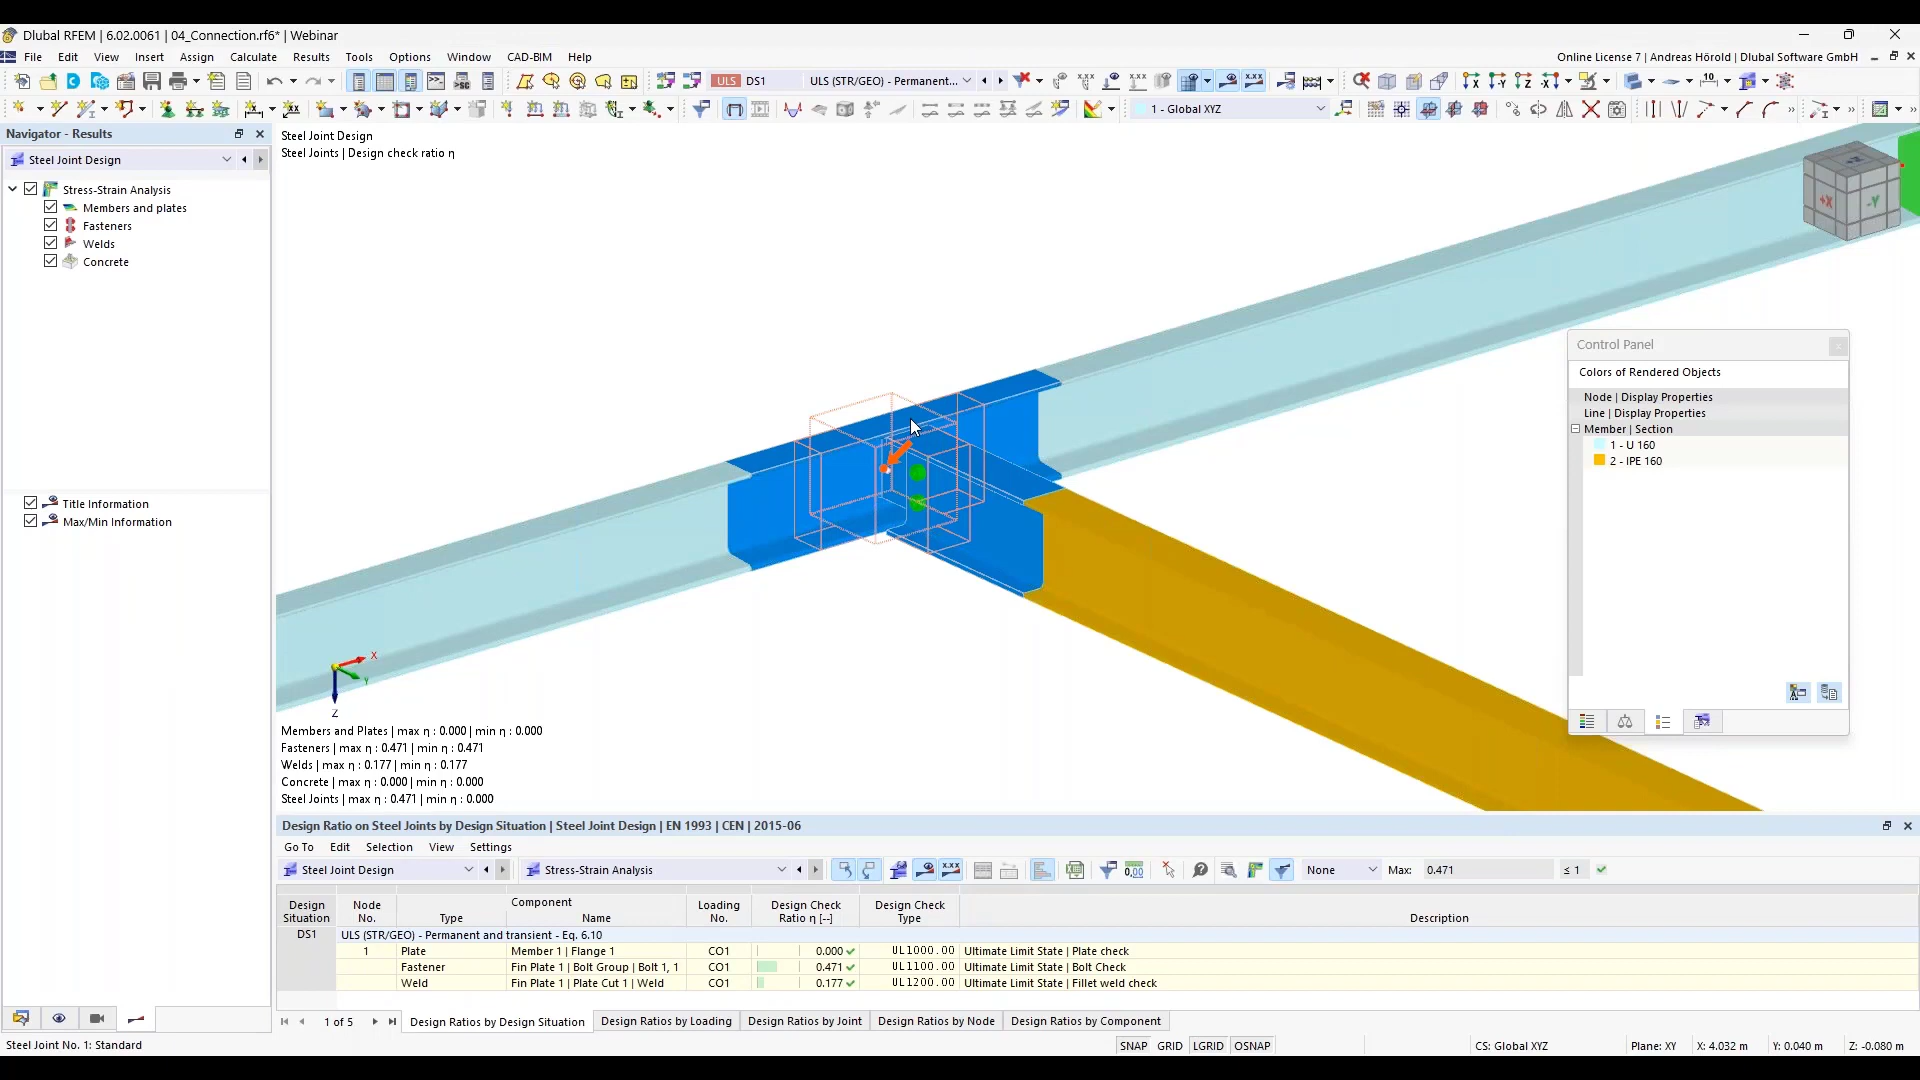 Dlubal RFEM | 6.02.0061 | 04_Connection.rf6* | Webinar
File Edit View Insert Assign Calculate Results Tools Options Window CAD-BIM Help
Online License 7 | Andreas Hörold | Dlubal Software GmbH
ULS DS1 ULS (STR/GEO) - Permanent...
1 - Global XYZ
Navigator - Results
Steel Joint Design
Stress-Strain Analysis
Members and plates
Fasteners
Welds
Concrete
Title Information
Max/Min Information
Steel Joint Design
Steel Joints | Design check ratio η
+X -Y
X
Y
Z
Control Panel
Colors of Rendered Objects
Node | Display Properties
Line | Display Properties
Member | Section
1 - U 160
2 - IPE 160
Members and Plates | max η : 0.000 | min η : 0.000
Fasteners | max η : 0.471 | min η : 0.471
Welds | max η : 0.177 | min η : 0.177
Concrete | max η : 0.000 | min η : 0.000
Steel Joints | max η : 0.471 | min η : 0.000
Design Ratio on Steel Joints by Design Situation | Steel Joint Design | EN 1993 | CEN | 2015-06
Go To Edit Selection View Settings
Steel Joint Design Stress-Strain Analysis None Max: 0.471 ≤ 1
Design Situation Node No. Component Type Name Loading No. Design Check Ratio η [--] Design Check Type Description
DS1 ULS (STR/GEO) - Permanent and transient - Eq. 6.10
1 Plate Member 1 | Flange 1 CO1 0.000 UL1000.00 Ultimate Limit State | Plate check
Fastener Fin Plate 1 | Bolt Group | Bolt 1, 1 CO1 0.471 UL1100.00 Ultimate Limit State | Bolt Check
Weld Fin Plate 1 | Plate Cut 1 | Weld CO1 0.177 UL1200.00 Ultimate Limit State | Fillet weld check
1 of 5 Design Ratios by Design Situation Design Ratios by Loading Design Ratios by Joint Design Ratios by Node Design Ratios by Component
Steel Joint No. 1: Standard
SNAP GRID LGRID OSNAP
CS: Global XYZ Plane: XY X: 4.032 m Y: 0.040 m Z: -0.080 m